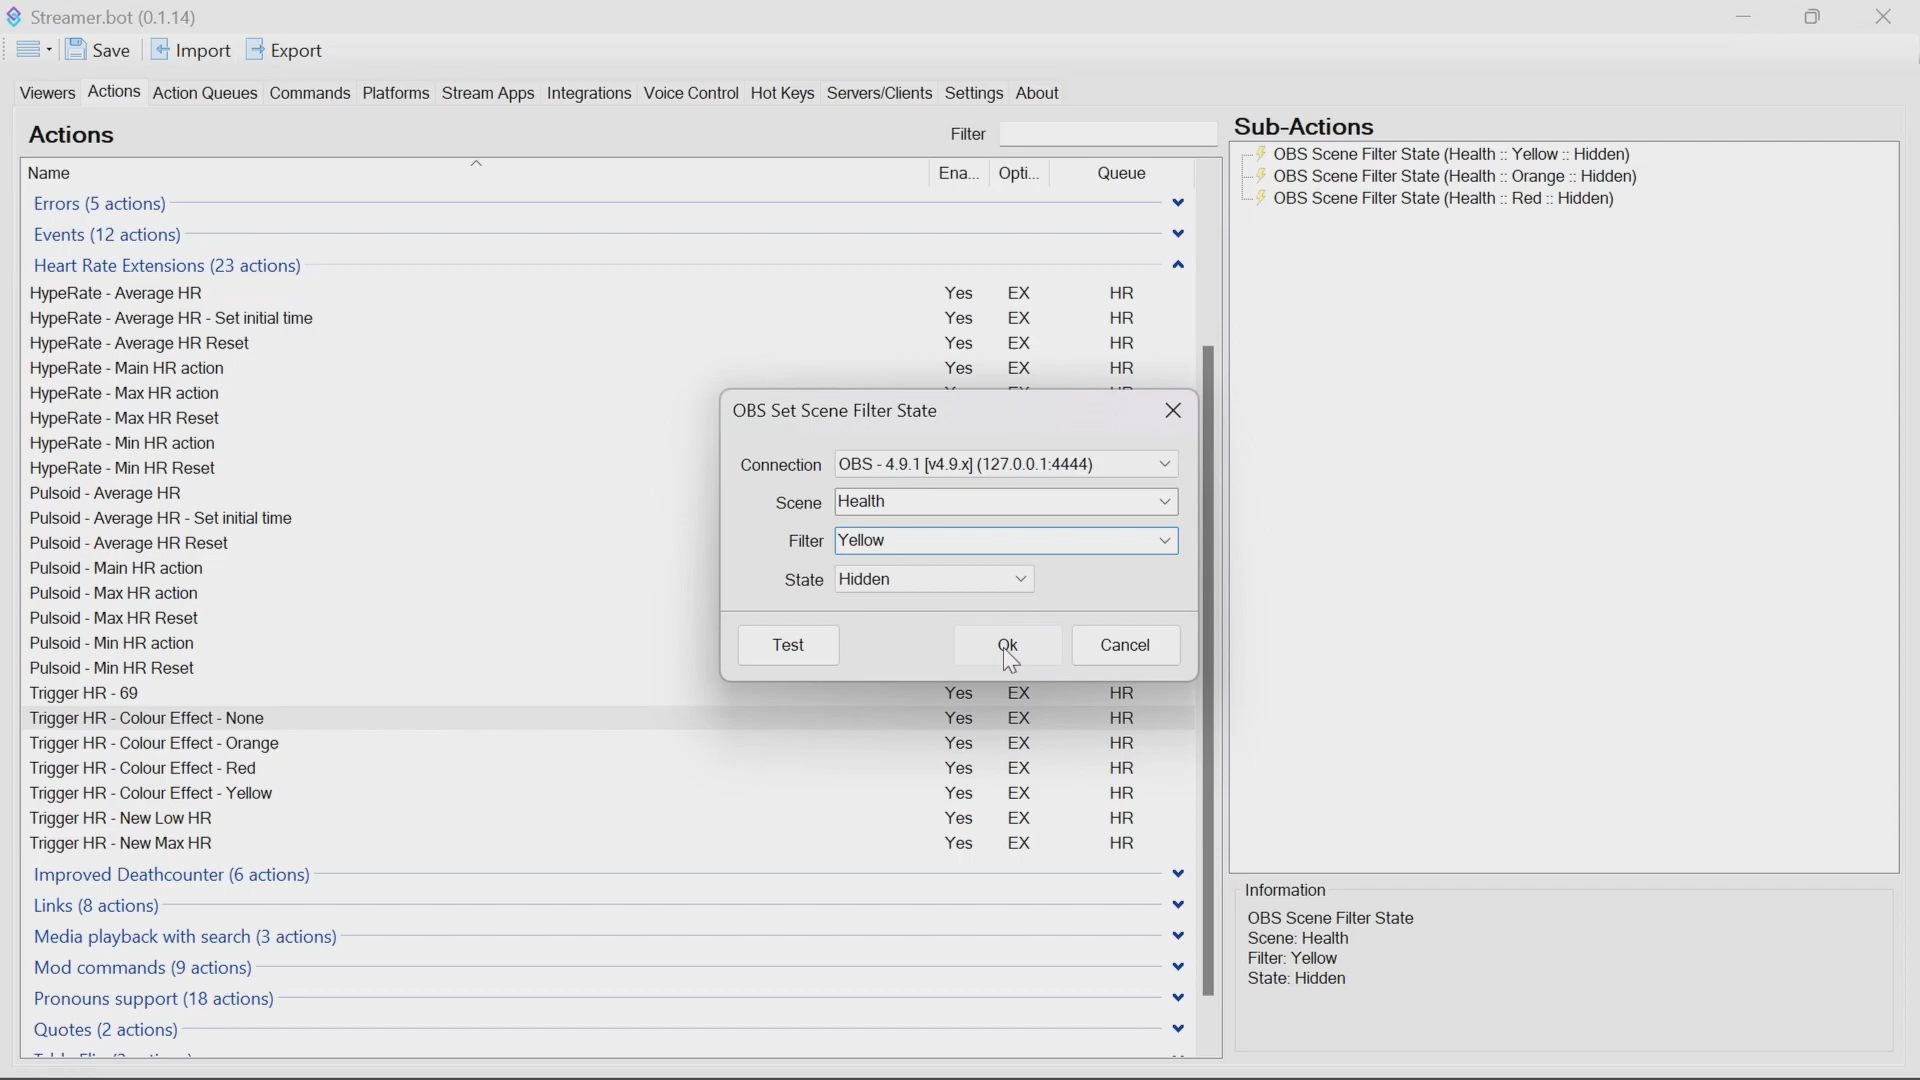 Streamer.bot (0.1.14)
Save Import Export
Viewers Actions Action Queues Commands Platforms Stream Apps Integrations Voice Control Hot Keys Servers/Clients Settings About
Actions
Filter
Name Ena... Opti... Queue
Errors (5 actions)
Events (12 actions)
Heart Rate Extensions (23 actions)
HypeRate - Average HR Yes EX HR
HypeRate - Average HR - Set initial time Yes EX HR
HypeRate - Average HR Reset Yes EX HR
HypeRate - Main HR action Yes EX HR
HypeRate - Max HR action
HypeRate - Max HR Reset
HypeRate - Min HR action
HypeRate - Min HR Reset
Pulsoid - Average HR
Pulsoid - Average HR - Set initial time
Pulsoid - Average HR Reset
Pulsoid - Main HR action
Pulsoid - Max HR action
Pulsoid - Max HR Reset
Pulsoid - Min HR action
Pulsoid - Min HR Reset
Trigger HR - 69 Yes EX HR
Trigger HR - Colour Effect - None Yes EX HR
Trigger HR - Colour Effect - Orange Yes EX HR
Trigger HR - Colour Effect - Red Yes EX HR
Trigger HR - Colour Effect - Yellow Yes EX HR
Trigger HR - New Low HR Yes EX HR
Trigger HR - New Max HR Yes EX HR
Improved Deathcounter (6 actions)
Links (8 actions)
Media playback with search (3 actions)
Mod commands (9 actions)
Pronouns support (18 actions)
Quotes (2 actions)
OBS Set Scene Filter State
Connection OBS - 4.9.1 [v4.9.x] (127.0.0.1:4444)
Scene Health
Filter Yellow
State Hidden
Test Ok Cancel
Sub-Actions
OBS Scene Filter State (Health :: Yellow :: Hidden)
OBS Scene Filter State (Health :: Orange :: Hidden)
OBS Scene Filter State (Health :: Red :: Hidden)
Information
OBS Scene Filter State
Scene: Health
Filter: Yellow
State: Hidden